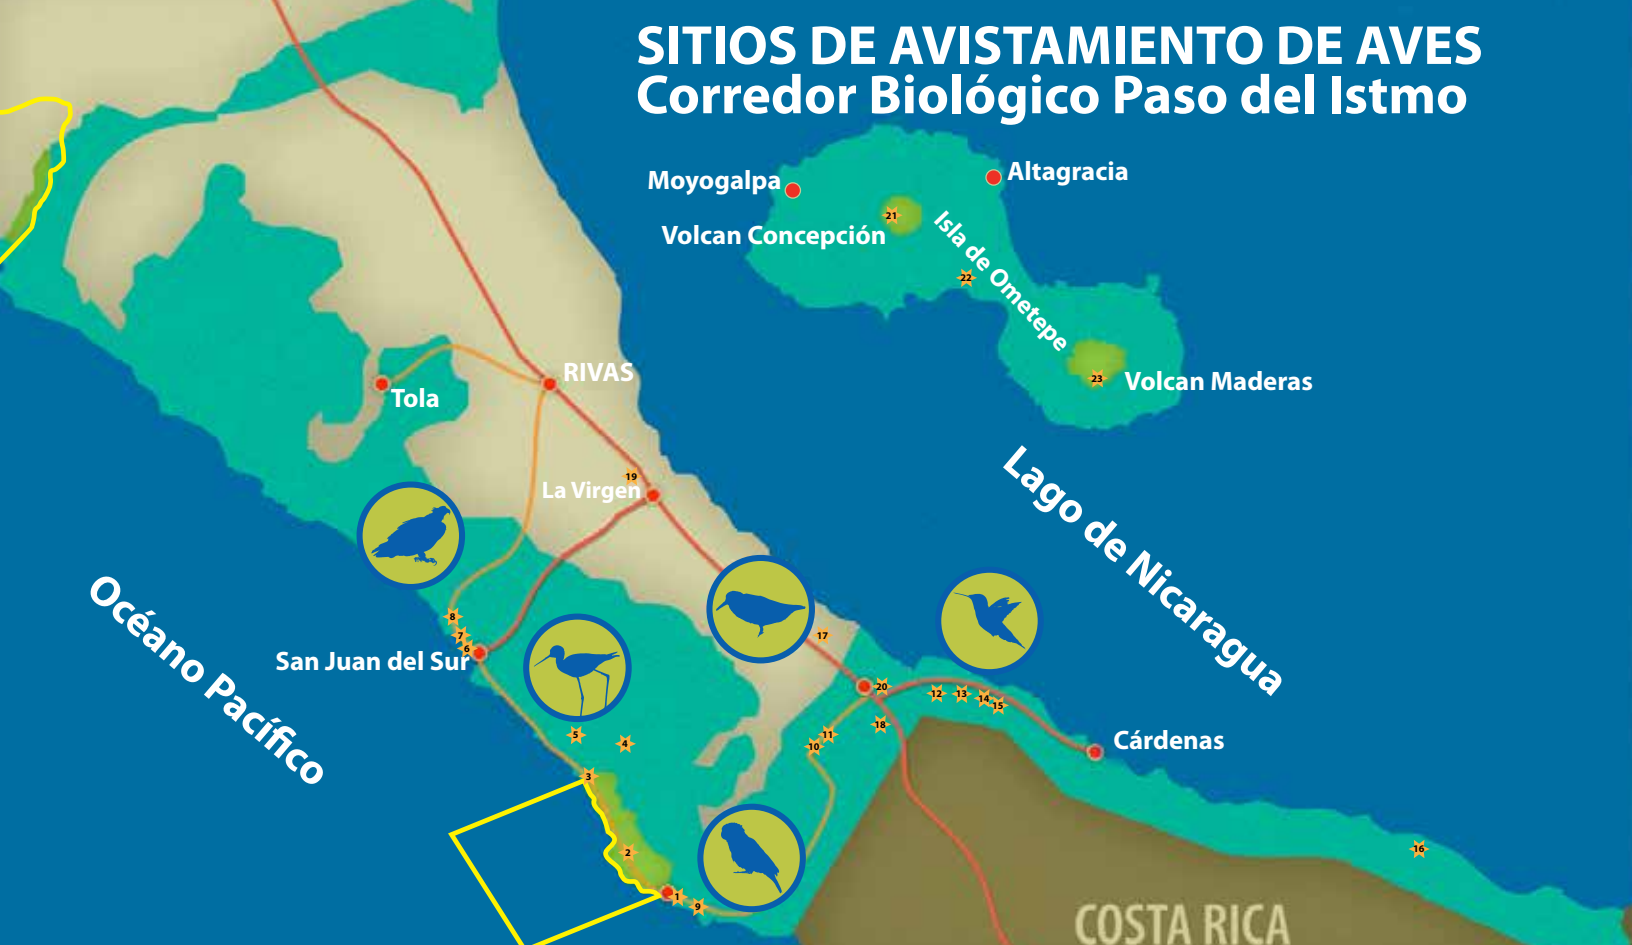 SITIOS DE AVISTAMIENTO DE AVES
Corredor Biológico Paso del Istmo
Moyogalpa
Altagracia
21
Volcan Concepción
Isla de Ometepe
22
23
Volcan Maderas
RIVAS
Tola
19
La Virgen
Lago de Nicaragua
Océano Pacífico
8
7
6
San Juan del Sur
17
20
12
13
14
15
18
11
10
5
4
3
Cárdenas
2
16
1
9
COSTA RICA